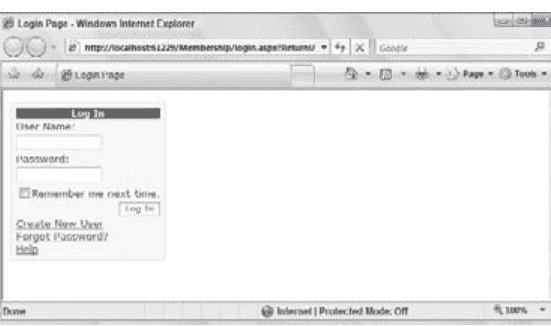 Login Page - Windows Internet Explorer
http://localhost:61229/Membership/login.aspx?ReturnU
Google
Login Page
Page
Tools
Log In
User Name:
Password:
Remember me next time.
Log In
Create New User
Forgot Password?
Help
Done
Internet | Protected Mode: Off
100%